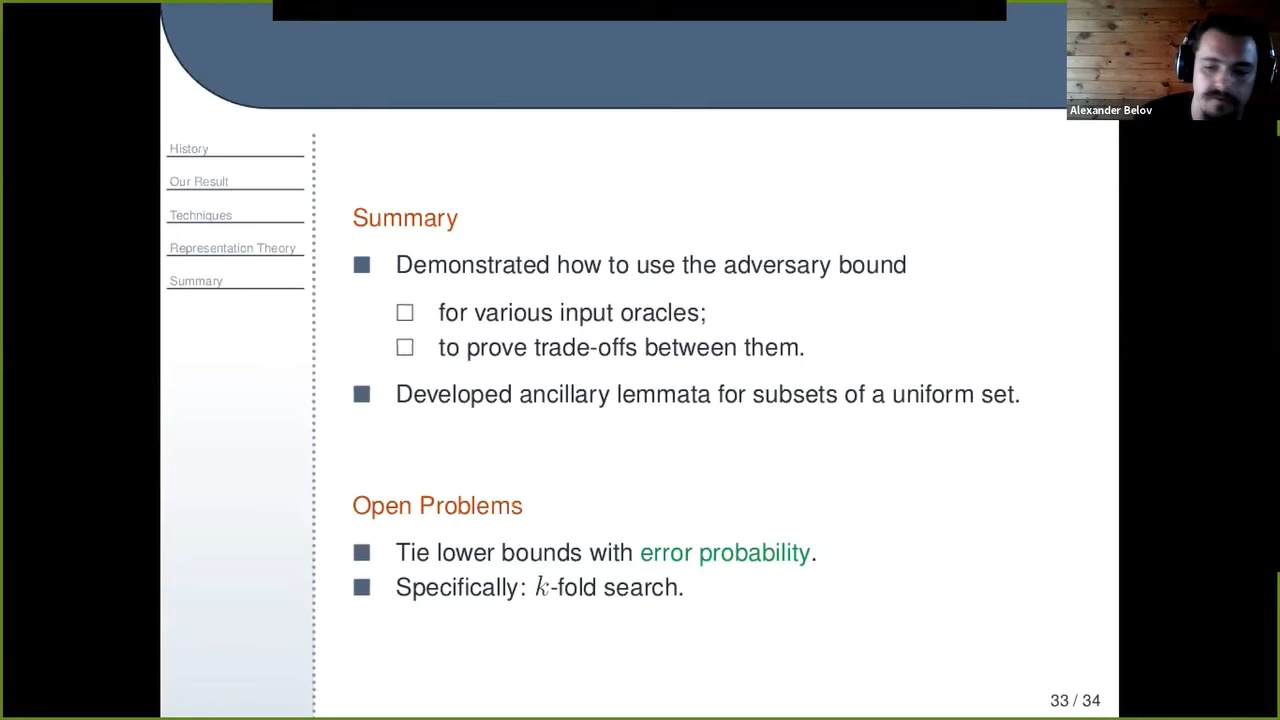 Alexander Belov
History
Our Result
Techniques
Representation Theory
Summary
Summary
Demonstrated how to use the adversary bound
for various input oracles;
to prove trade-offs between them.
Developed ancillary lemmata for subsets of a uniform set.
Open Problems
Tie lower bounds with error probability.
Specifically: k-fold search.
33 / 34